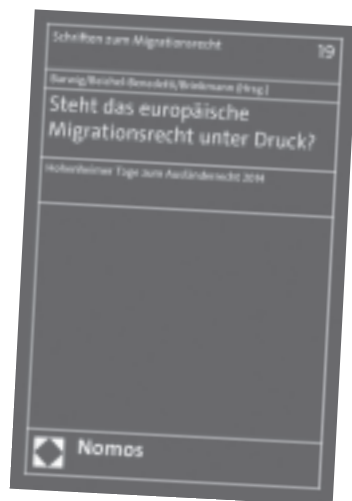 Schriften zum Migrationsrecht 19
Barwig/Beichel-Benedetti/Brinkmann (Hrsg.)
Steht das europäische
Migrationsrecht unter Druck?
Hohenheimer Tage zum Ausländerrecht 2014
Nomos